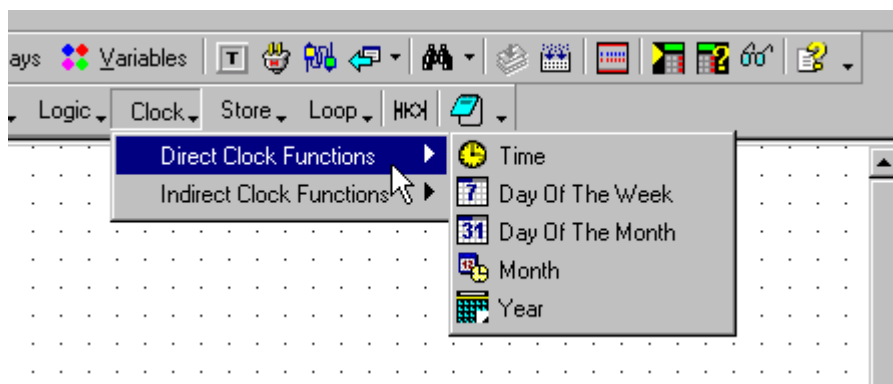 ays Variables T
Logic Clock Store Loop
Direct Clock Functions
Indirect Clock Functions
Time
7 Day Of The Week
31 Day Of The Month
12 Month
Year